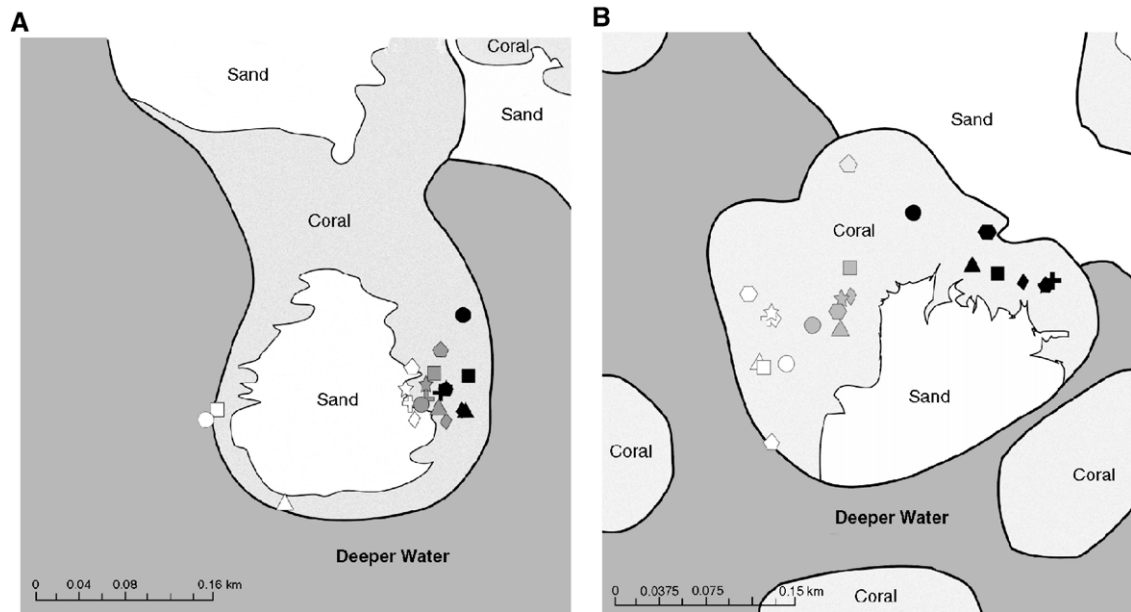 A
Coral
Sand
Sand
Coral
Sand
Deeper Water
0 0.04 0.08 0.16 km
B
Sand
Coral
Sand
Coral
Coral
Deeper Water
0 0.0375 0.075 0.15 km
Coral